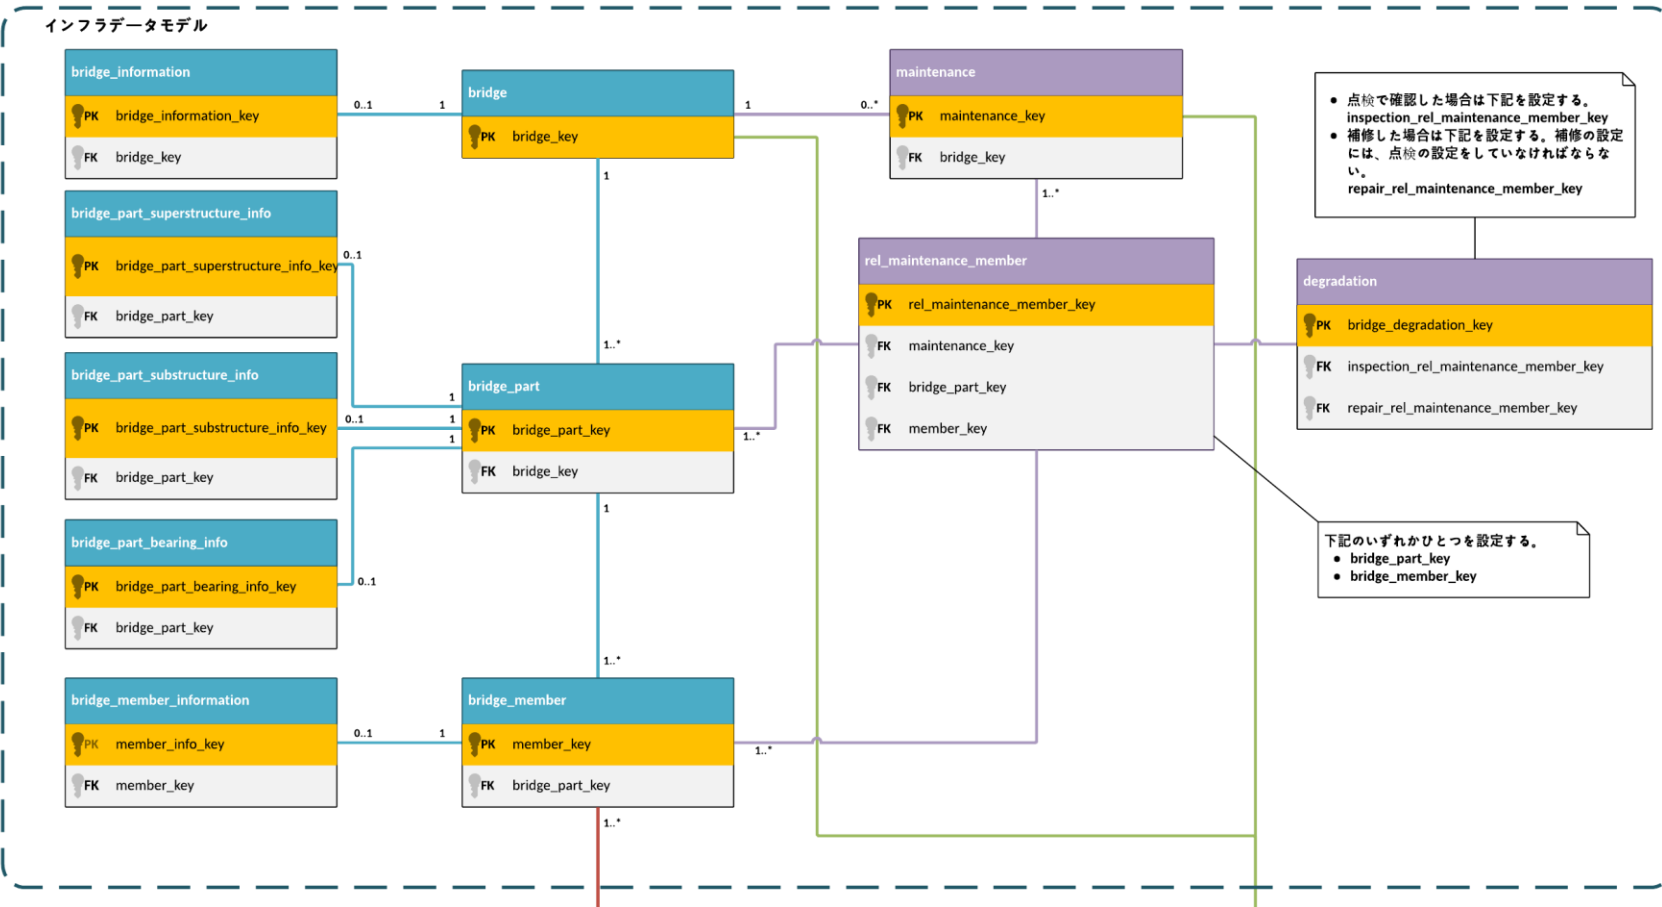 インフラデータモデル
bridge_information
PK bridge_information_key
FK bridge_key
0..1
1
bridge
PK bridge_key
1
0..*
maintenance
PK maintenance_key
FK bridge_key
1..*
点検で確認した場合は下記を設定する。
inspection_rel_maintenance_member_key
補修した場合は下記を設定する。補修の設定
には、点検の設定をしていなければならな
い。
repair_rel_maintenance_member_key
bridge_part_superstructure_info
PK bridge_part_superstructure_info_key
FK bridge_part_key
0..1
1
1..*
rel_maintenance_member
PK rel_maintenance_member_key
FK maintenance_key
FK bridge_part_key
FK member_key
degradation
PK bridge_degradation_key
FK inspection_rel_maintenance_member_key
FK repair_rel_maintenance_member_key
bridge_part_substructure_info
PK bridge_part_substructure_info_key
FK bridge_part_key
0..1
1
1
1
bridge_part
PK bridge_part_key
FK bridge_key
1..*
1
bridge_part_bearing_info
PK bridge_part_bearing_info_key
FK bridge_part_key
0..1
下記のいずれかひとつを設定する。
bridge_part_key
bridge_member_key
1..*
bridge_member_information
PK member_info_key
FK member_key
0..1
1
bridge_member
PK member_key
FK bridge_part_key
1..*
1..*